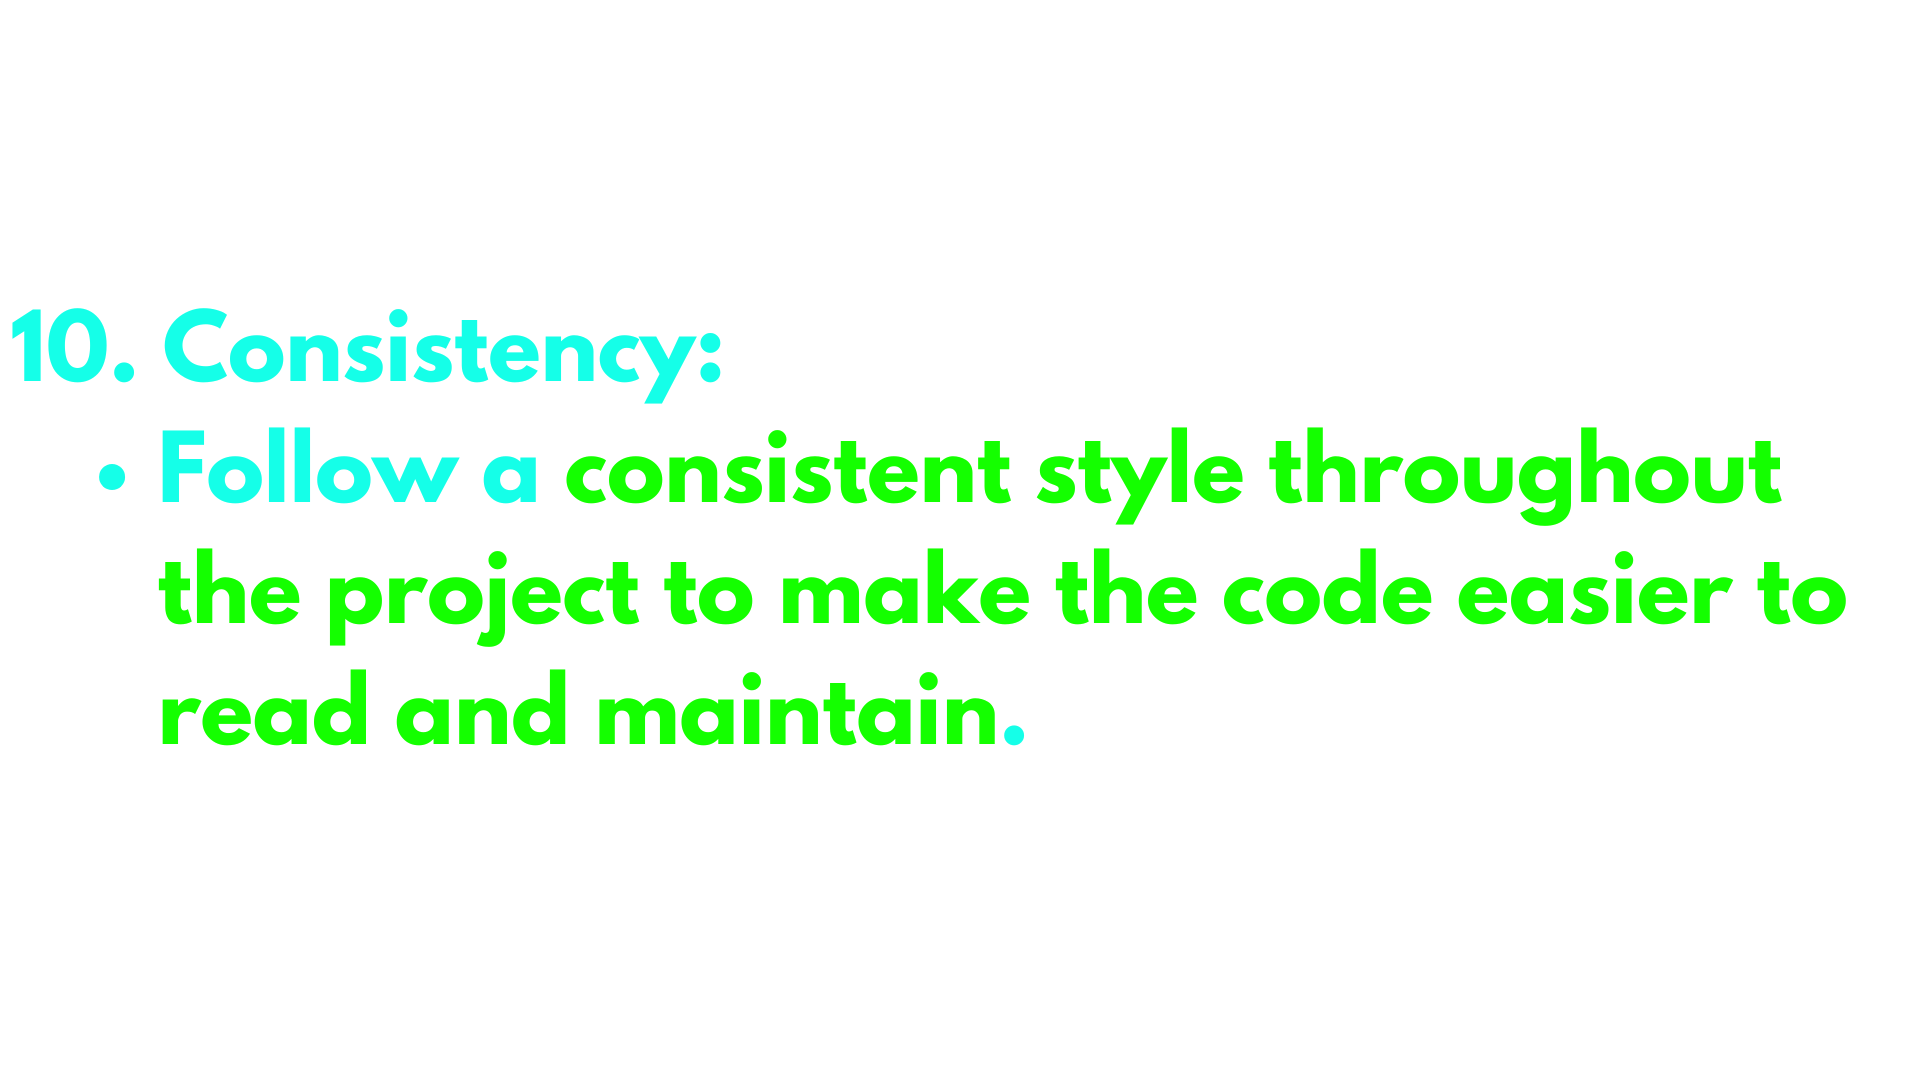 10. Consistency:
• Follow a consistent style throughout
the project to make the code easier to
read and maintain.